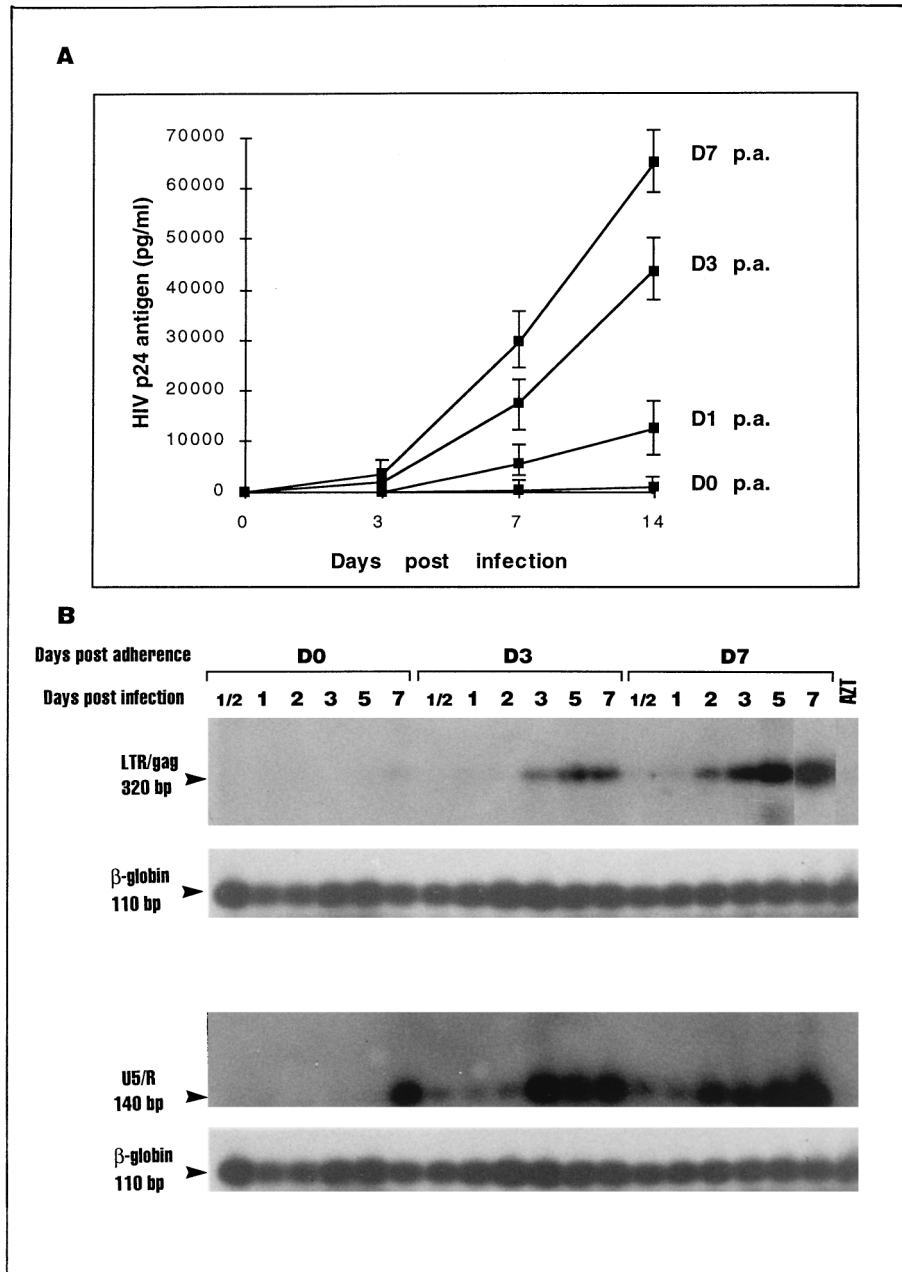 A
HIV p24 antigen (pg/ml)
70000
60000
50000
40000
30000
20000
10000
0
D7 p.a.
D3 p.a.
D1 p.a.
D0 p.a.
0 3 7 14
Days post infection
B
Days post adherence D0 D3 D7
Days post infection 1/2 1 2 3 5 7 1/2 1 2 3 5 7 1/2 1 2 3 5 7 AZT
LTR/gag
320 bp
β-globin
110 bp
U5/R
140 bp
β-globin
110 bp